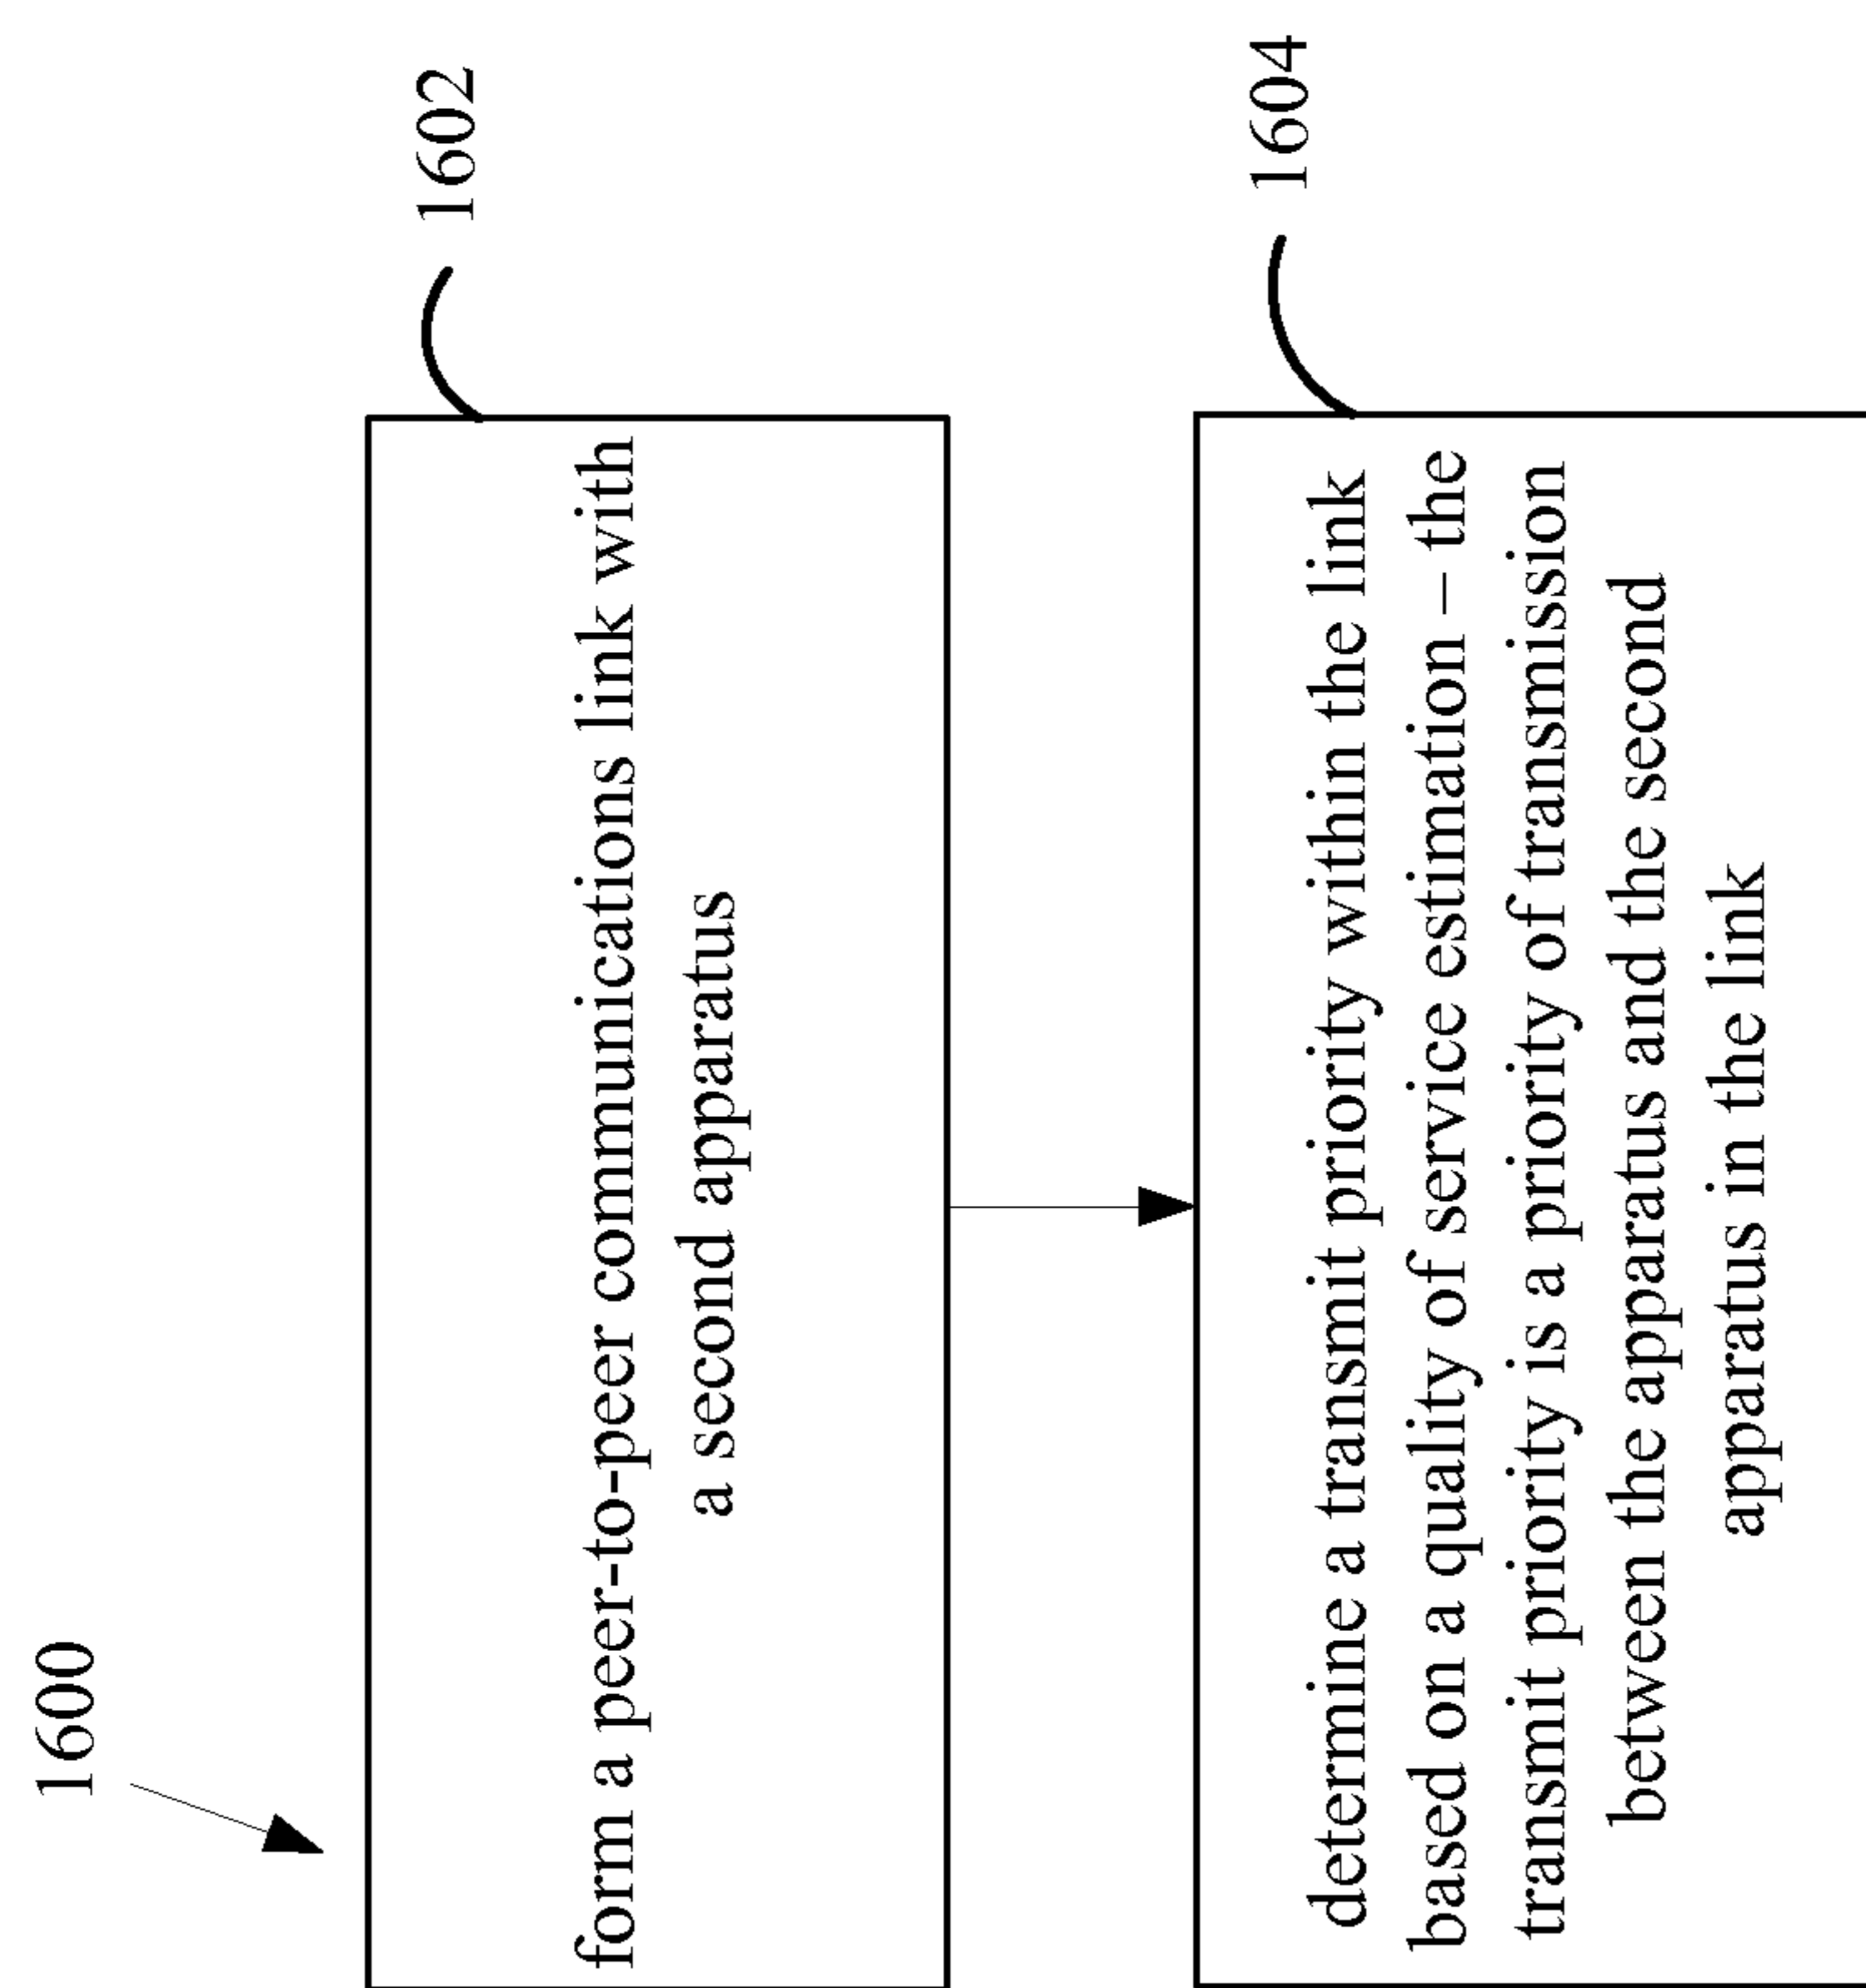 1600
1602
form a peer-to-peer communications link with
a second apparatus
1604
determine a transmit priority within the link
based on a quality of service estimation – the
transmit priority is a priority of transmission
between the apparatus and the second
apparatus in the link